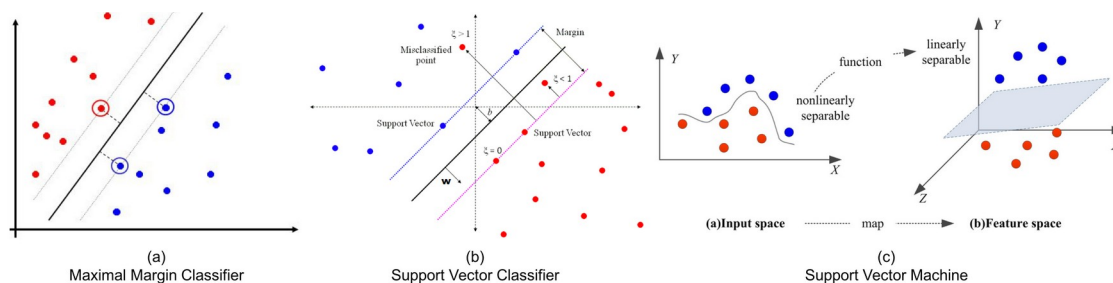 (a)
Maximal Margin Classifier
ξ > 1
Misclassified
point
Margin
ξ < 1
b
Support Vector
Support Vector
ξ = 0
w
(b)
Support Vector Classifier
Y
nonlinearly
separable
X
function
linearly
separable
Y
X
Z
(a)Input space
map
(b)Feature space
(c)
Support Vector Machine